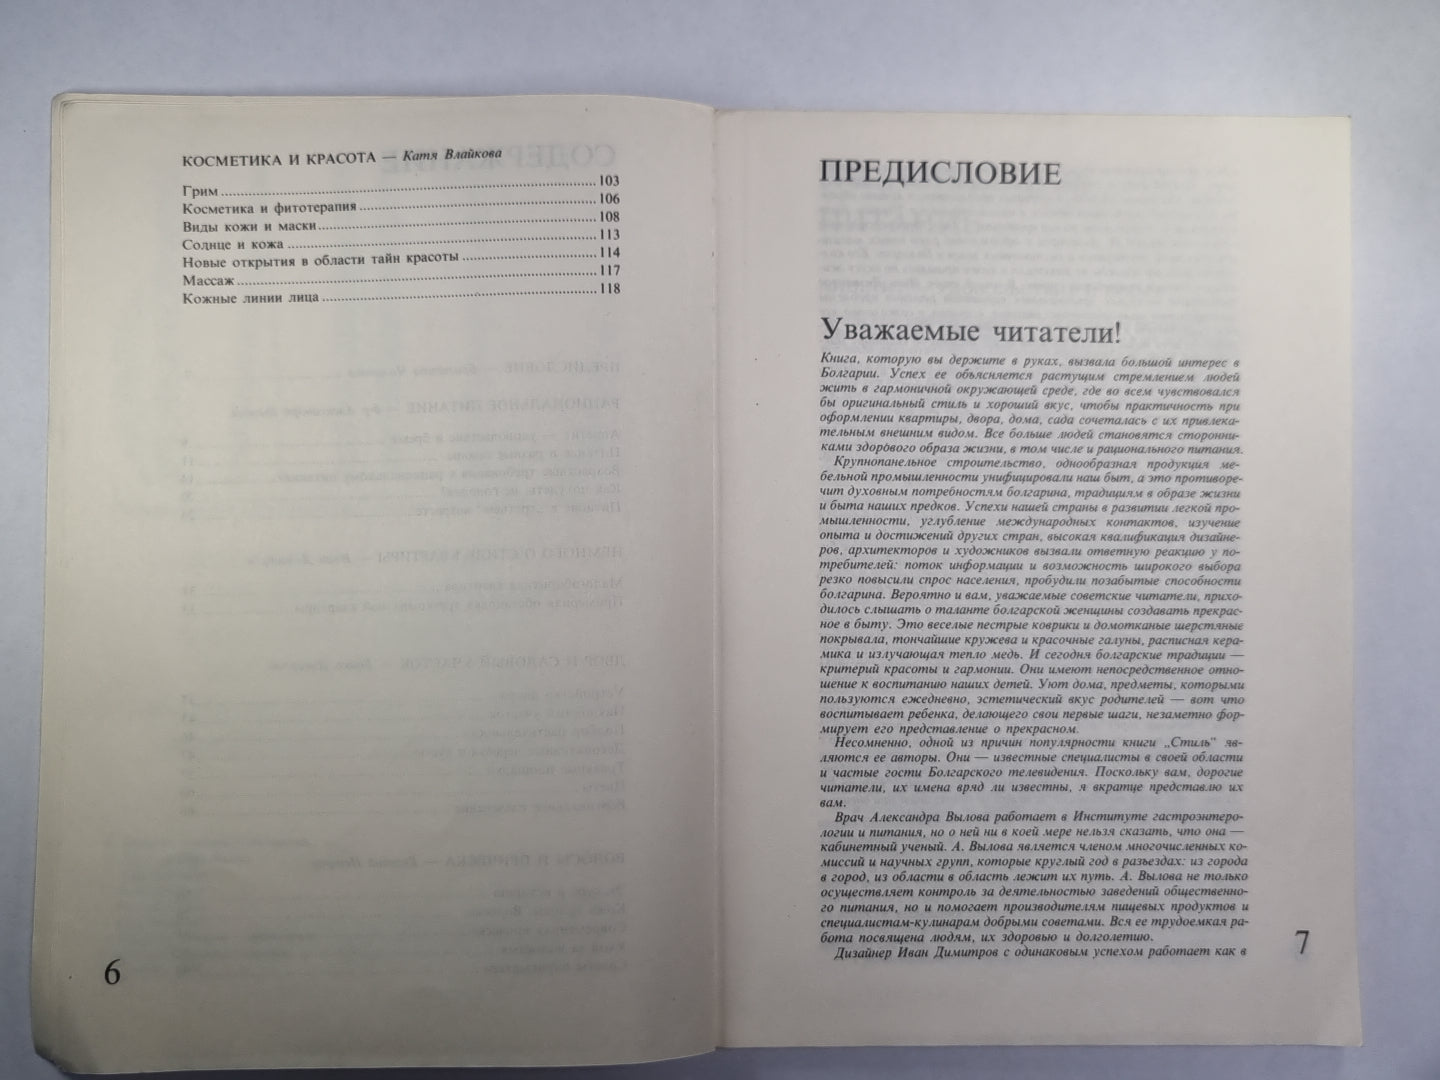 КОСМЕТИКА И КРАСОТА — Катя Влайкова
Грим ........ 103
Косметика и фитотерапия ........ 106
Виды кожи и маски ........ 108
Солнце и кожа ........ 113
Новые открытия в области тайн красоты ........ 114
Массаж ........ 117
Кожные линии лица ........ 118
6
ПРЕДИСЛОВИЕ
Уважаемые читатели!
Книга, которую вы держите в руках, вызвала большой интерес в
Болгарии. Успех ее объясняется растущим стремлением людей
жить в гармоничной окружающей среде, где во всем чувствовался
бы оригинальный стиль и хороший вкус, чтобы практичность при
оформлении квартиры, двора, дома, сада сочеталась с их привлека-
тельным внешним видом. Все больше людей становятся сторонни-
ками здорового образа жизни, в том числе и рационального питания.
Крупнопанельное строительство, однообразная продукция ме-
бельной промышленности унифицировали наш быт, а это противоре-
чит духовным потребностям болгарина, традициям в образе жизни
и быта наших предков. Успехи нашей страны в развитии легкой про-
мышленности, углубление международных контактов, изучение
опыта и достижений других стран, высокая квалификация дизайне-
ров, архитекторов и художников вызвали ответную реакцию у по-
требителей: поток информации и возможность широкого выбора
резко повысили спрос населения, пробудили позабытые способности
болгарина. Вероятно и вам, уважаемые советские читатели, прихо-
дилось слышать о таланте болгарской женщины создавать прекрас-
ное в быту. Это веселые пестрые коврики и домотканые шерстяные
покрывала, тончайшие кружева и красочные галуны, расписная кера-
мика и излучающая тепло медь. И сегодня болгарские традиции —
критерий красоты и гармонии. Они имеют непосредственное отно-
шение к воспитанию наших детей. Уют дома, предметы, которыми
пользуются ежедневно, эстетический вкус родителей — вот что
воспитывает ребенка, делающего свои первые шаги, незаметно фор-
мирует его представление о прекрасном.
Несомненно, одной из причин популярности книги „Стиль“ яв-
ляются ее авторы. Они — известные специалисты в своей области
и частые гости Болгарского телевидения. Поскольку вам, дорогие
читатели, их имена вряд ли известны, я вкратце представлю их
вам.
Врач Александра Вылова работает в Институте гастроэнтеро-
логии и питания, но о ней ни в коей мере нельзя сказать, что она —
кабинетный ученый. А. Вылова является членом многочисленных ко-
миссий и научных групп, которые круглый год в разъездах: из города
в город, из области в область лежит их путь. А. Вылова не только
осуществляет контроль за деятельностью заведений общественно-
го питания, но и помогает производителям пищевых продуктов и
специалистам-кулинарам добрыми советами. Вся ее трудоемкая ра-
бота посвящена людям, их здоровью и долголетию.
Дизайнер Иван Димитров с одинаковым успехом работает как в
7